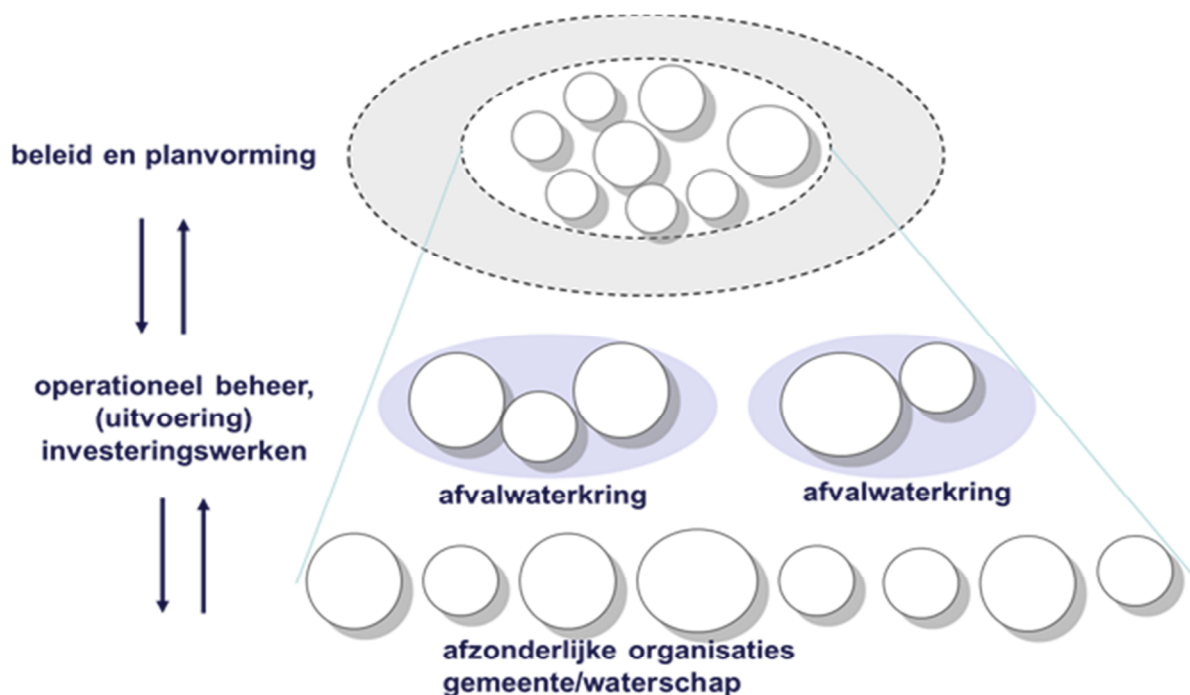 beleid en planvorming
operationeel beheer,
(uitvoering)
investeringswerken
afvalwaterkring
afvalwaterkring
afzonderlijke organisaties
gemeente/waterschap